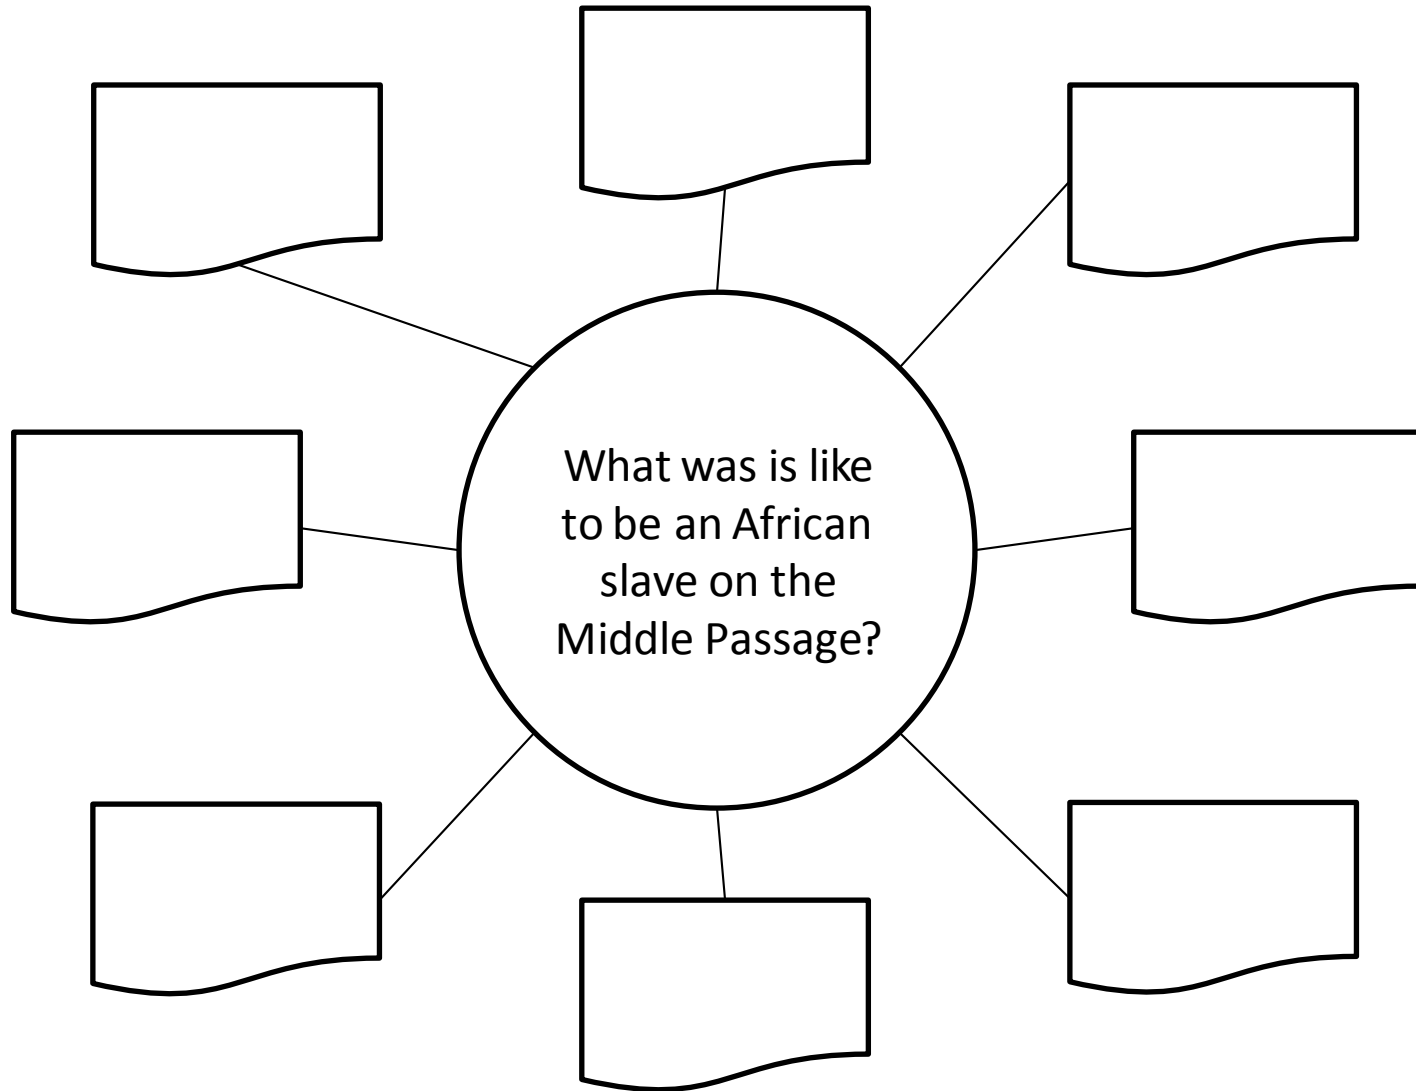 What was is like
to be an African
slave on the
Middle Passage?